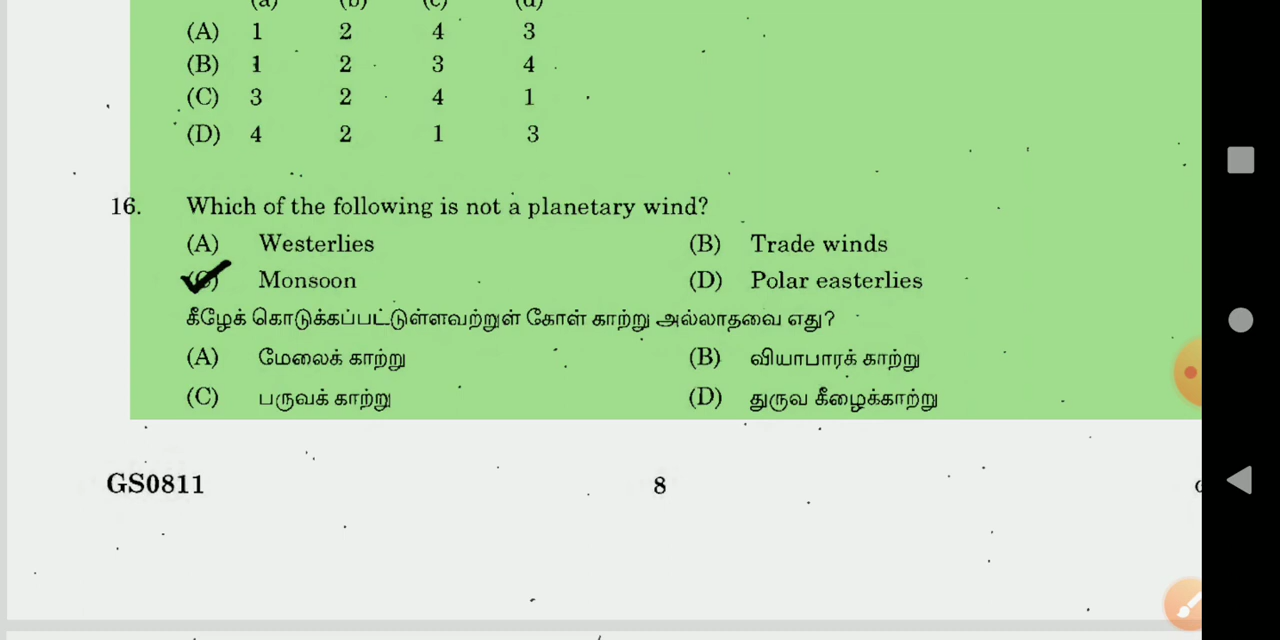 (a) (b) (c) (d)
(A) 1 2 4 3
(B) 1 2 3 4
(C) 3 2 4 1
(D) 4 2 1 3
16. Which of the following is not a planetary wind?
(A) Westerlies (B) Trade winds
(C) Monsoon (D) Polar easterlies
கீழேக் கொடுக்கப்பட்டுள்ளவற்றுள் கோள் காற்று அல்லாதவை எது?
(A) மேலைக் காற்று (B) வியாபாரக் காற்று
(C) பருவக் காற்று (D) துருவ கீழைக்காற்று
GS0811 8